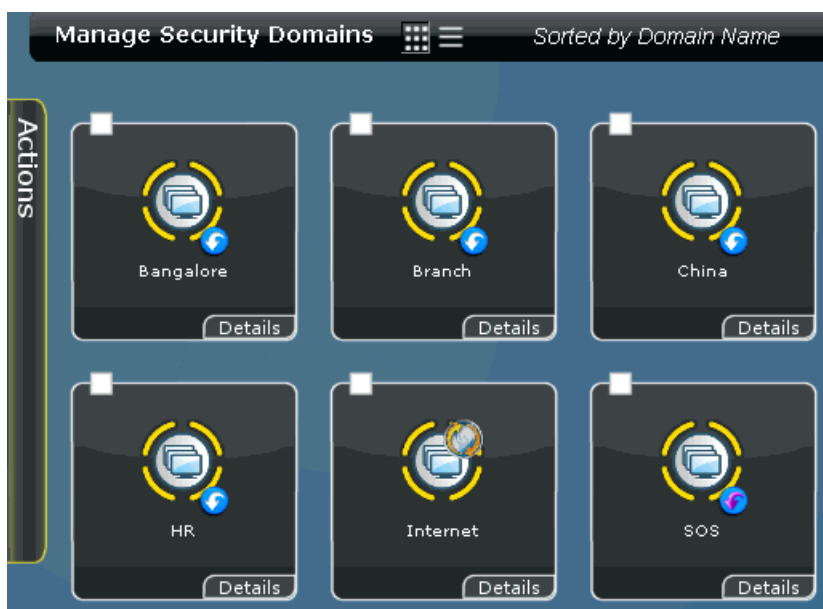 Manage Security Domains
Sorted by Domain Name
Actions
Bangalore
Details
Branch
Details
China
Details
HR
Details
Internet
Details
SOS
Details